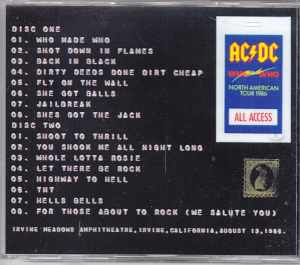 DISC ONE
01. WHO MADE WHO
02. SHOT DOWN IN FLAMES
03. BACK IN BLACK
04. DIRTY DEEDS DONE DIRT CHEAP
05. FLY ON THE WALL
06. SHE GOT BALLS
07. JAILBREAK
08. SHES GOT THE JACK
DISC TWO
01. SHOOT TO THRILL
02. YOU SHOOK ME ALL NIGHT LONG
03. WHOLE LOTTA ROSIE
04. LET THERE BE ROCK
05. HIGHWAY TO HELL
06. TNT
07. HELLS BELLS
08. FOR THOSE ABOUT TO ROCK (WE SALUTE YOU)
IRVINE MEADOWS AMPHITHEATRE, IRVINE, CALIFORNIA, AUGUST 13, 1986.
AC/DC
NORTH AMERICAN
TOUR 1986
ALL ACCESS